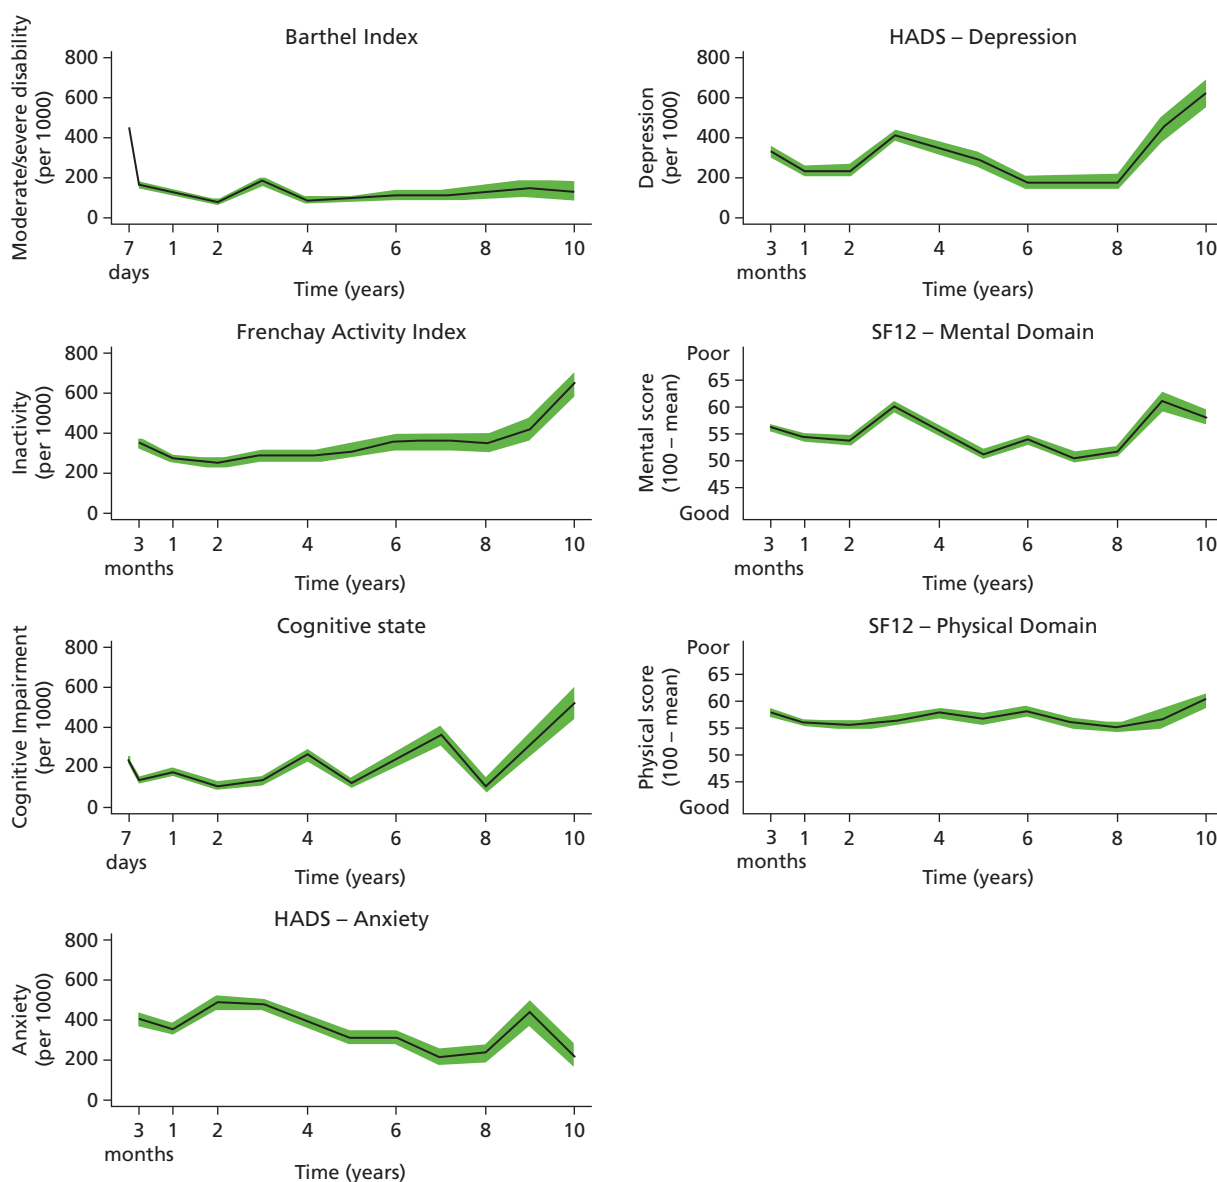 Barthel Index
Moderate/severe disability
(per 1000)
800
600
400
200
0
7
days
1
2
4
6
8
10
Time (years)
HADS – Depression
Depression
(per 1000)
800
600
400
200
0
3
months
1
2
4
6
8
10
Time (years)
Frenchay Activity Index
Inactivity
(per 1000)
800
600
400
200
0
3
months
1
2
4
6
8
10
Time (years)
SF12 – Mental Domain
Mental score
(100 – mean)
Poor
65
60
55
50
45
Good
3
months
1
2
4
6
8
10
Time (years)
Cognitive state
Cognitive Impairment
(per 1000)
800
600
400
200
0
7
days
1
2
4
6
8
10
Time (years)
SF12 – Physical Domain
Physical score
(100 – mean)
Poor
65
60
55
50
45
Good
3
months
1
2
4
6
8
10
Time (years)
HADS – Anxiety
Anxiety
(per 1000)
800
600
400
200
0
3
months
1
2
4
6
8
10
Time (years)